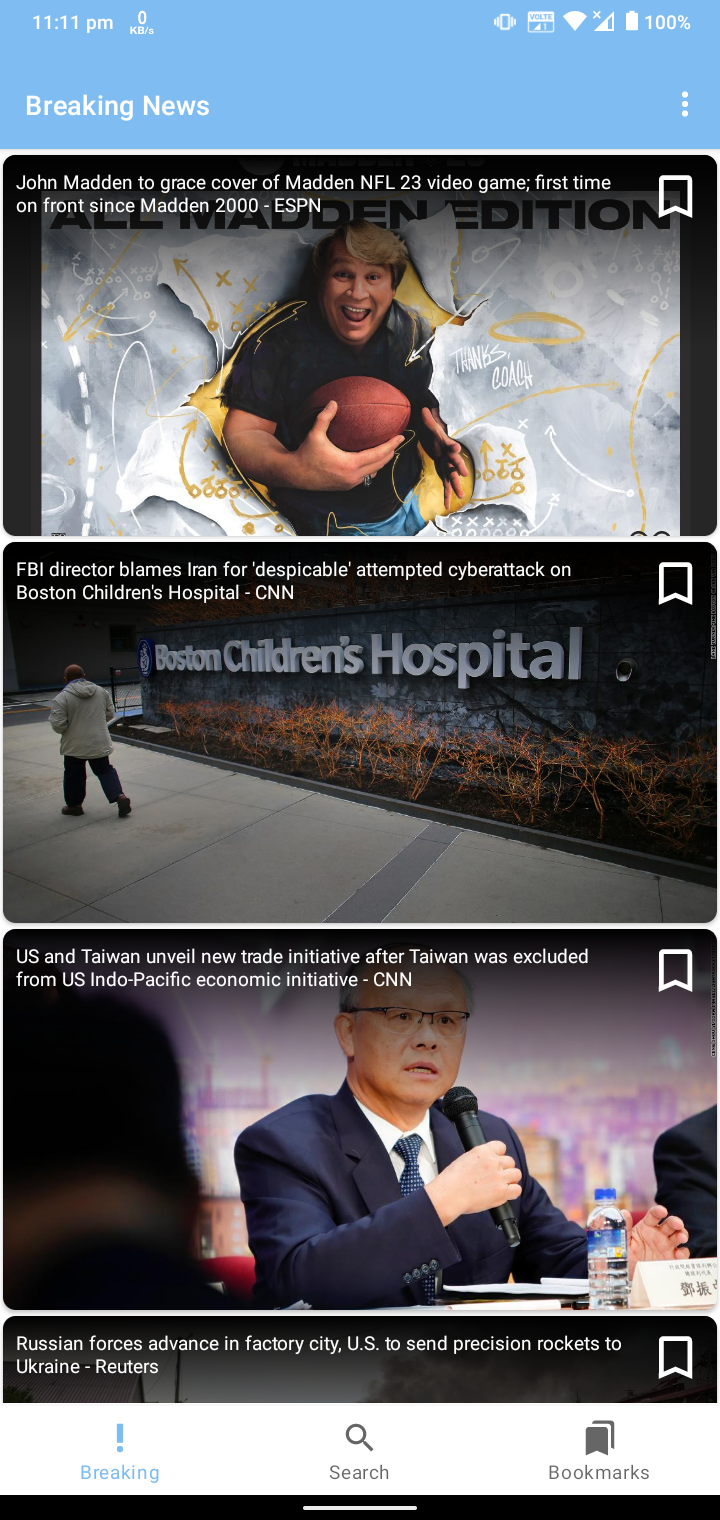 11:11 pm
0
KB/s
VOLTE
100%
Breaking News
John Madden to grace cover of Madden NFL 23 video game; first time
on front since Madden 2000 - ESPN
ALL MADDEN EDITION
THANKS,
COACH
FBI director blames Iran for 'despicable' attempted cyberattack on
Boston Children's Hospital - CNN
Boston Children's Hospital
US and Taiwan unveil new trade initiative after Taiwan was excluded
from US Indo-Pacific economic initiative - CNN
鄧振
Russian forces advance in factory city, U.S. to send precision rockets to
Ukraine - Reuters
Breaking
Search
Bookmarks